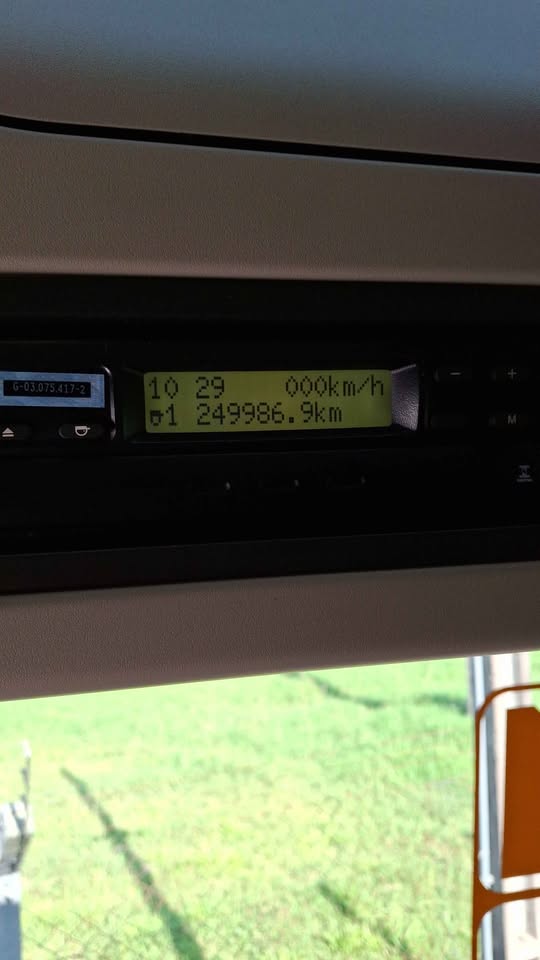 G-03.075.417-2
10 29 000km/h
1 249986.9km
− +
M